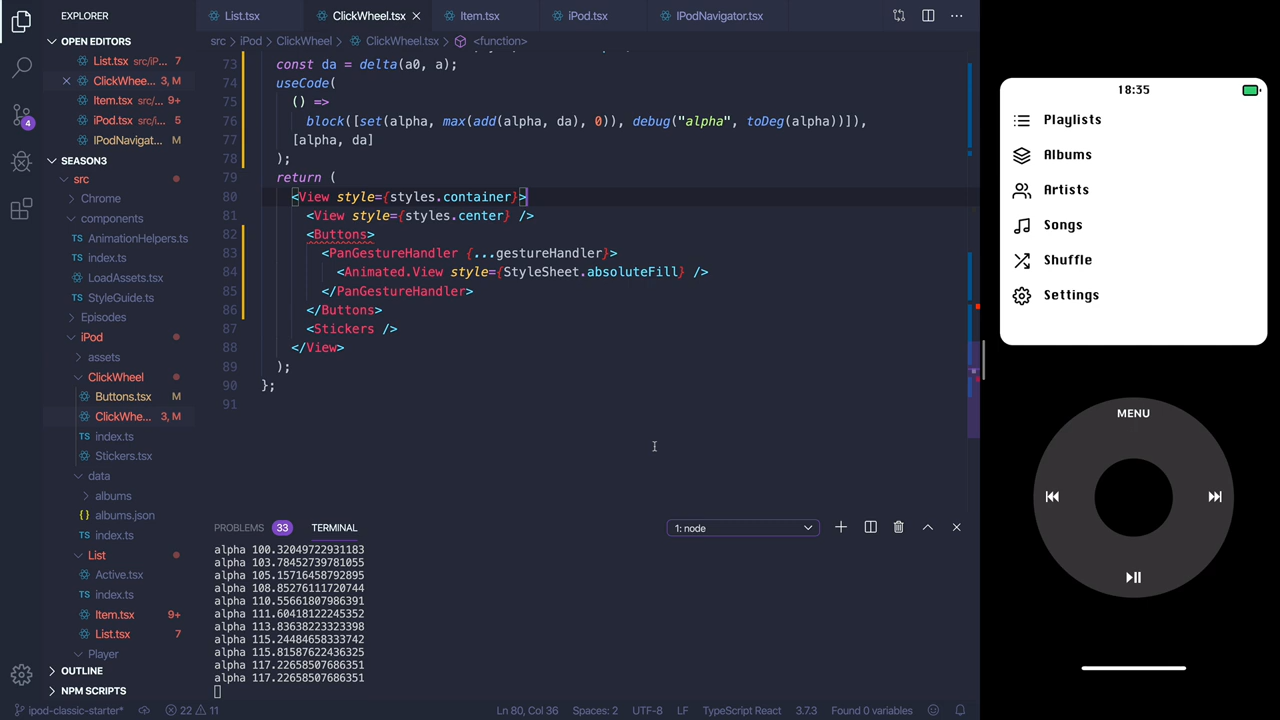 EXPLORER
OPEN EDITORS
List.tsx src/iP... 7
ClickWhee... 3, M
Item.tsx src/... 9+
iPod.tsx src/i... 5
IPodNavigat... M
SEASON3
src
Chrome
components
TS AnimationHelpers.ts
TS index.ts
LoadAssets.tsx
TS StyleGuide.ts
Episodes
iPod
assets
ClickWheel
Buttons.tsx M
ClickWhe... 3, M
TS index.ts
Stickers.tsx
data
albums
{} albums.json
TS index.ts
List
Active.tsx
TS index.ts
Item.tsx 9+
List.tsx 7
Player
OUTLINE
NPM SCRIPTS
4
List.tsx ClickWheel.tsx Item.tsx iPod.tsx IPodNavigator.tsx
src > iPod > ClickWheel > ClickWheel.tsx > <function>
73 const da = delta(a0, a);
74 useCode(
75 () =>
76 block([set(alpha, max(add(alpha, da), 0)), debug("alpha", toDeg(alpha))]),
77 [alpha, da]
78 );
79 return (
80 <View style={styles.container}>
81 <View style={styles.center} />
82 <Buttons>
83 <PanGestureHandler {...gestureHandler}>
84 <Animated.View style={StyleSheet.absoluteFill} />
85 </PanGestureHandler>
86 </Buttons>
87 <Stickers />
88 </View>
89 );
90 };
91
PROBLEMS 33 TERMINAL 1: node
alpha 100.32049722931183
alpha 103.78452739781055
alpha 105.15716458792895
alpha 108.85276111720744
alpha 110.55661807986391
alpha 111.60418122245352
alpha 113.83638223323398
alpha 115.24484658333742
alpha 115.81587622436325
alpha 117.22658507686351
alpha 117.22658507686351
ipod-classic-starter* 22 11 Ln 80, Col 36 Spaces: 2 UTF-8 LF TypeScript React 3.7.3 Found 0 variables
18:35
Playlists
Albums
Artists
Songs
Shuffle
Settings
MENU